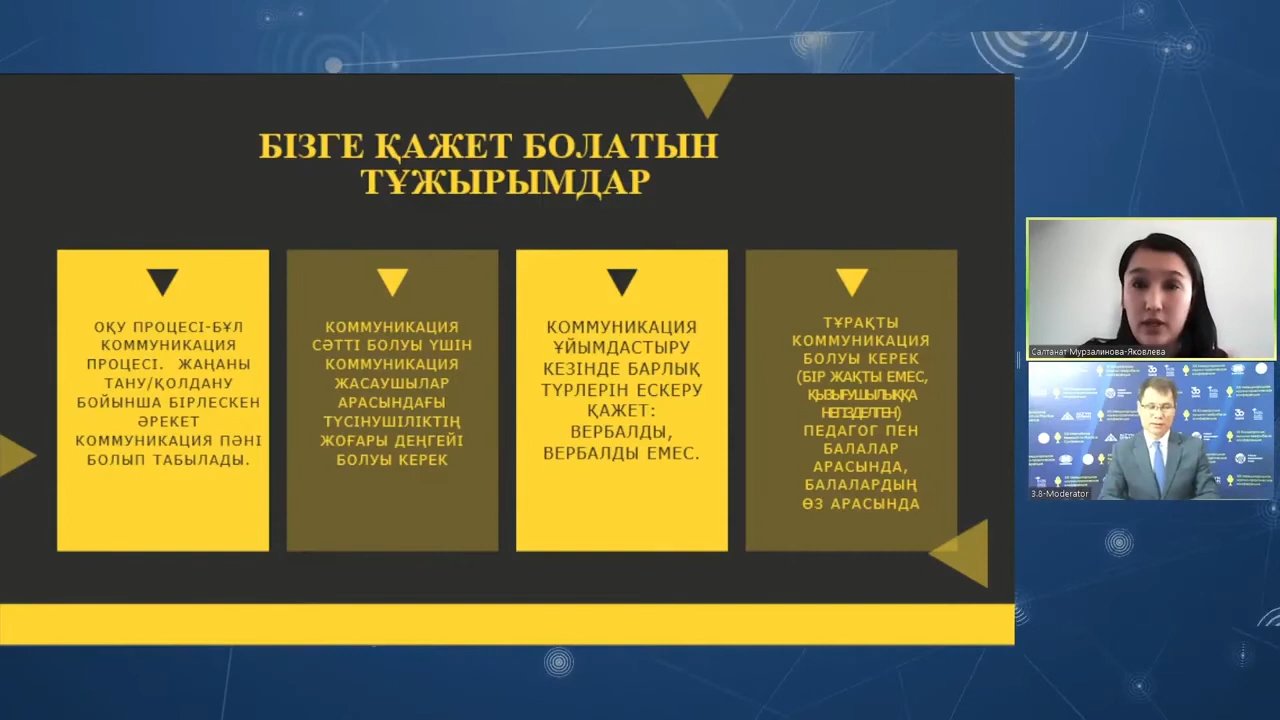 БІЗГЕ ҚАЖЕТ БОЛАТЫН
ТҰЖЫРЫМДАР
ОҚУ ПРОЦЕСІ-БҰЛ
КОММУНИКАЦИЯ
ПРОЦЕСІ. ЖАҢАНЫ
ТАНУ/ҚОЛДАНУ
БОЙЫНША БІРЛЕСКЕН
ӘРЕКЕТ
КОММУНИКАЦИЯ ПӘНІ
БОЛЫП ТАБЫЛАДЫ.
КОММУНИКАЦИЯ
СӘТТІ БОЛУЫ ҮШІН
КОММУНИКАЦИЯ
ЖАСАУШЫЛАР
АРАСЫНДАҒЫ
ТҮСІНУШІЛІКТІҢ
ЖОҒАРЫ ДЕҢГЕЙІ
БОЛУЫ КЕРЕК
КОММУНИКАЦИЯ
ҰЙЫМДАСТЫРУ
КЕЗІНДЕ БАРЛЫҚ
ТҮРЛЕРІН ЕСКЕРУ
ҚАЖЕТ:
ВЕРБАЛДЫ,
ВЕРБАЛДЫ ЕМЕС.
ТҰРАҚТЫ
КОММУНИКАЦИЯ
БОЛУЫ КЕРЕК
(БІР ЖАҚТЫ ЕМЕС,
ҚЫЗЫҒУШЫЛЫҚҚА
НЕГІЗДЕЛГЕН)
ПЕДАГОГ ПЕН
БАЛАЛАР
АРАСЫНДА,
БАЛАЛАРДЫҢ
ӨЗ АРАСЫНДА
Салтанат Мурзалинова-Яковлева
3.8-Moderator